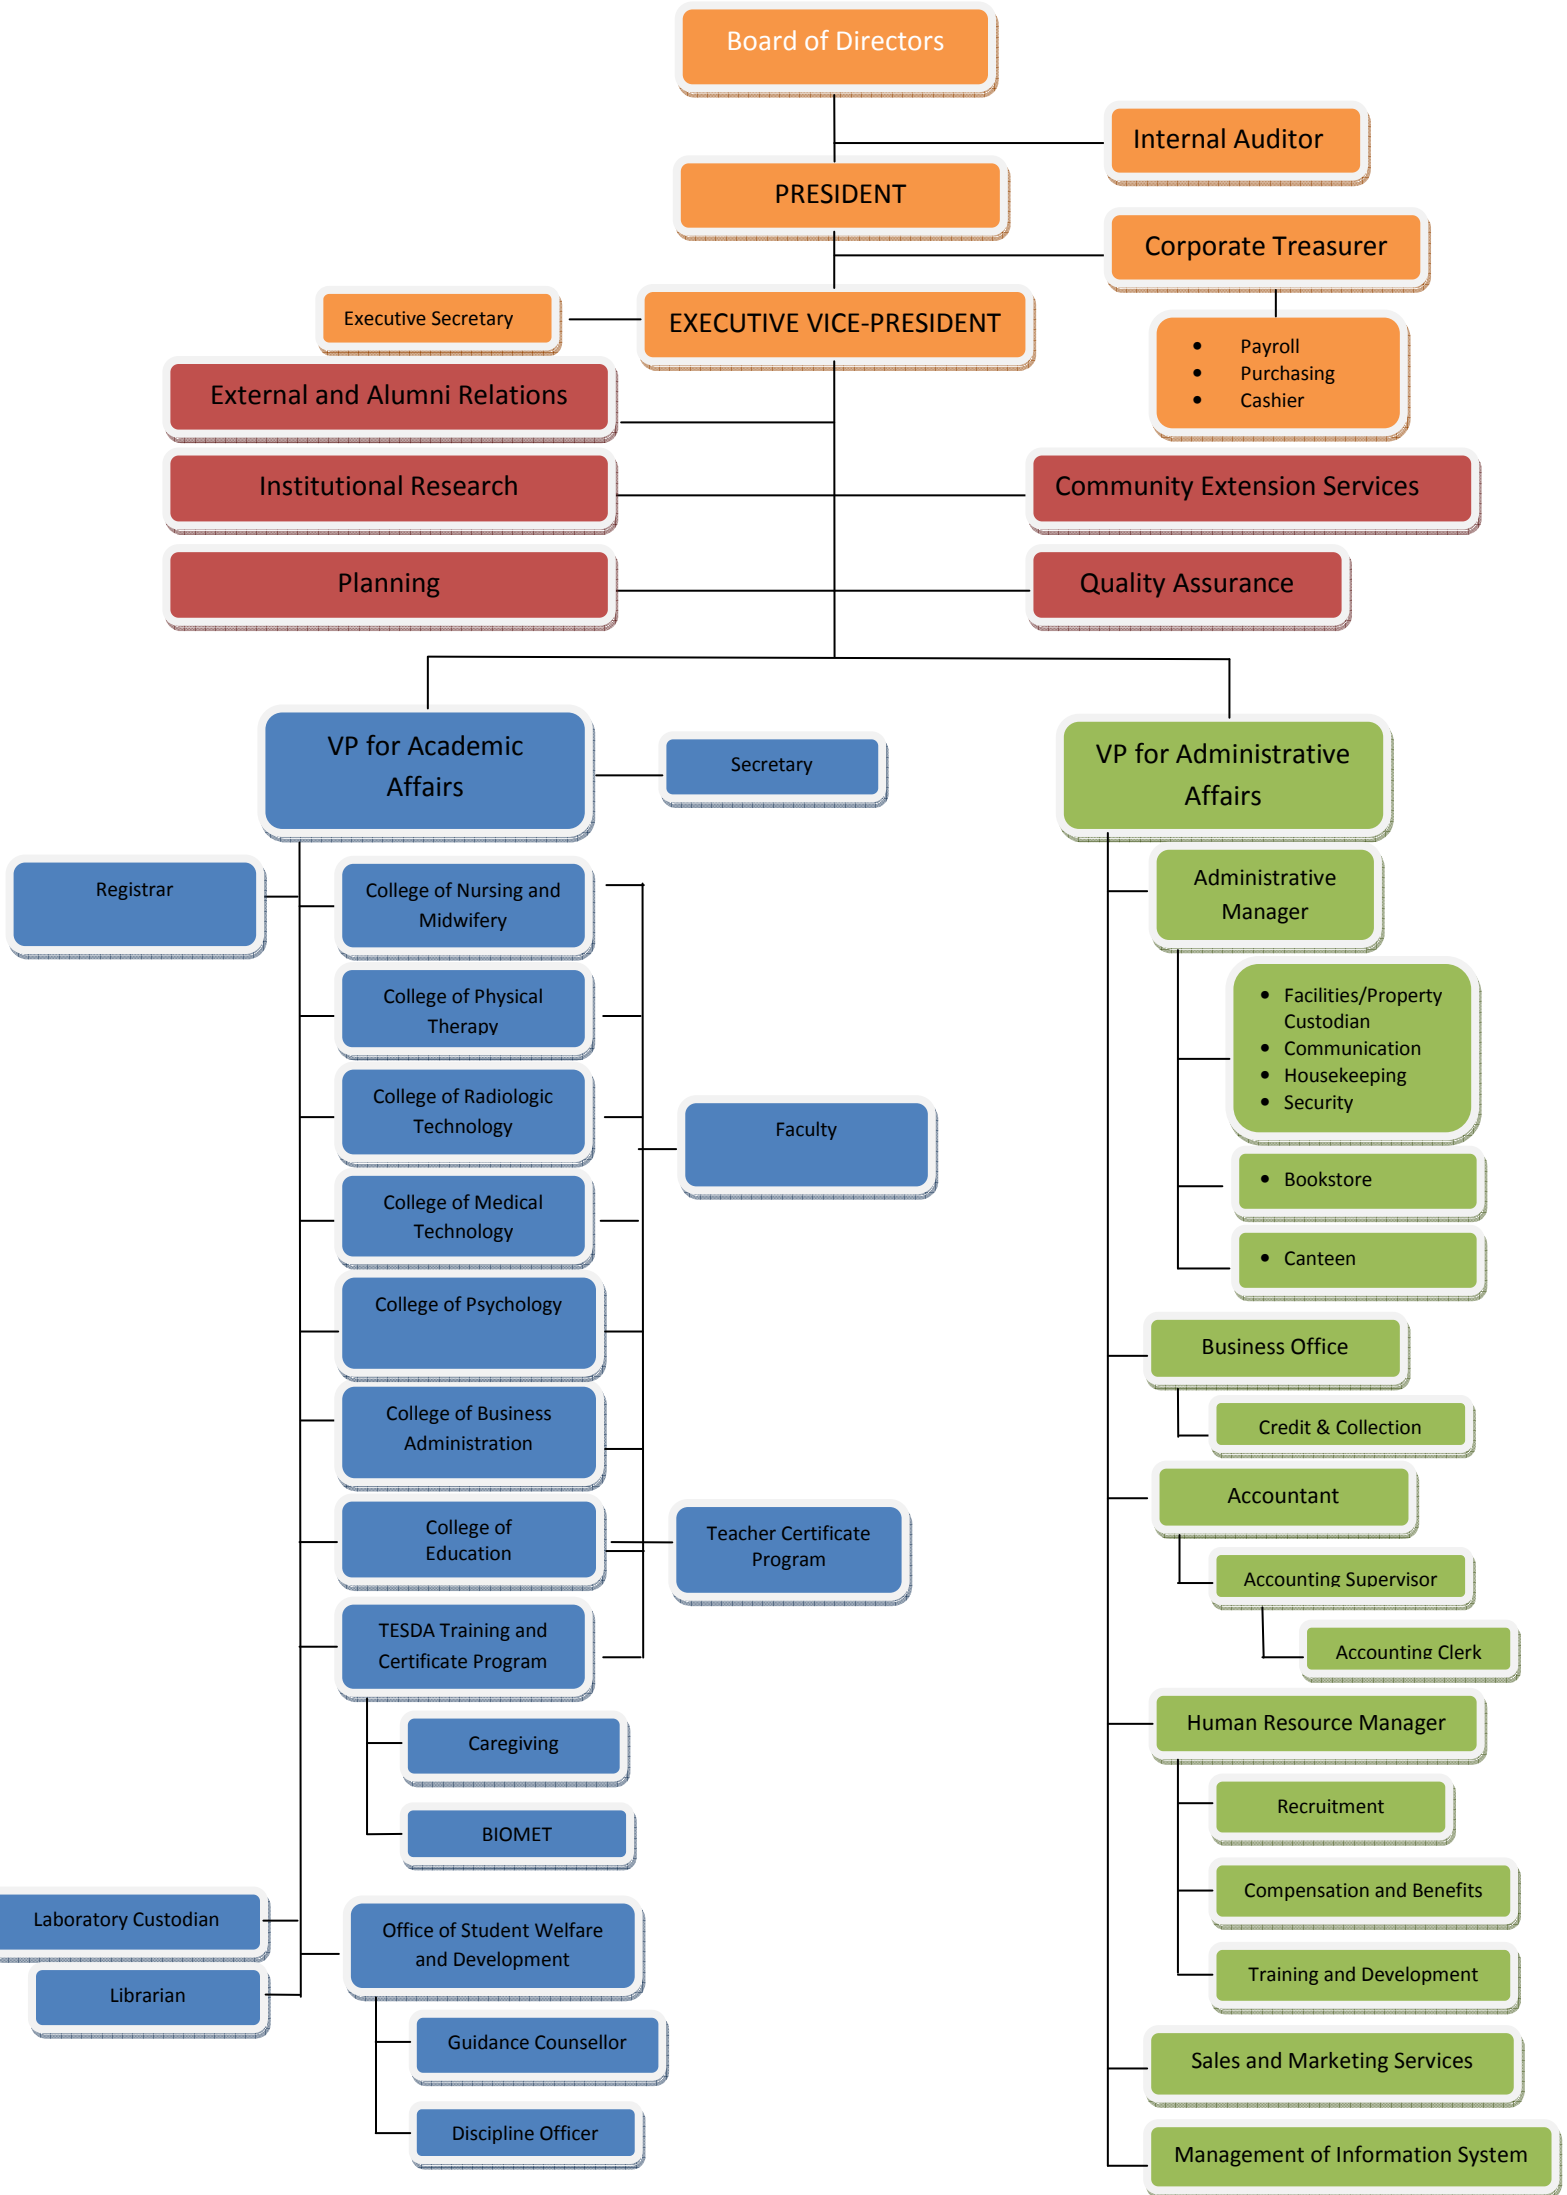 Board of Directors
Internal Auditor
PRESIDENT
Corporate Treasurer
Executive Secretary
EXECUTIVE VICE-PRESIDENT
• Payroll
• Purchasing
• Cashier
External and Alumni Relations
Institutional Research
Community Extension Services
Planning
Quality Assurance
VP for Academic
Affairs
Secretary
VP for Administrative
Affairs
Registrar
College of Nursing and
Midwifery
College of Physical
Therapy
College of Radiologic
Technology
Faculty
College of Medical
Technology
College of Psychology
College of Business
Administration
College of
Education
Teacher Certificate
Program
TESDA Training and
Certificate Program
Caregiving
BIOMET
Laboratory Custodian
Office of Student Welfare
and Development
Librarian
Guidance Counsellor
Discipline Officer
Administrative
Manager
• Facilities/Property
Custodian
• Communication
• Housekeeping
• Security
• Bookstore
• Canteen
Business Office
Credit & Collection
Accountant
Accounting Supervisor
Accounting Clerk
Human Resource Manager
Recruitment
Compensation and Benefits
Training and Development
Sales and Marketing Services
Management of Information System